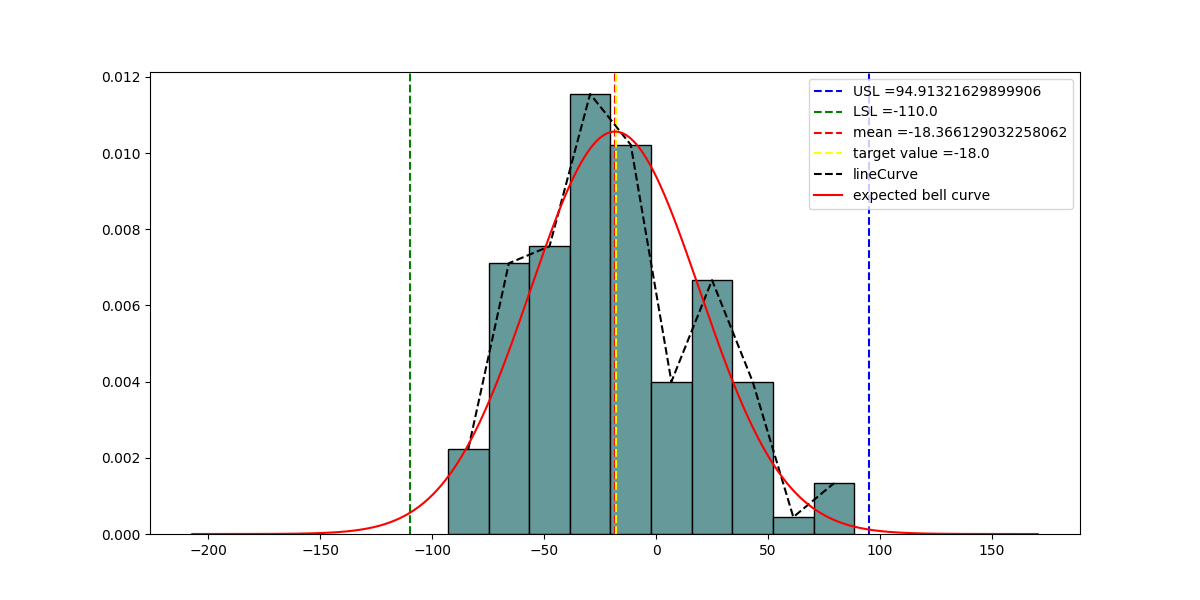 0.012
0.010
0.008
0.006
0.004
0.002
0.000
−200
−150
−100
−50
0
50
100
150
USL =94.91321629899906
LSL =-110.0
mean =-18.366129032258062
target value =-18.0
lineCurve
expected bell curve